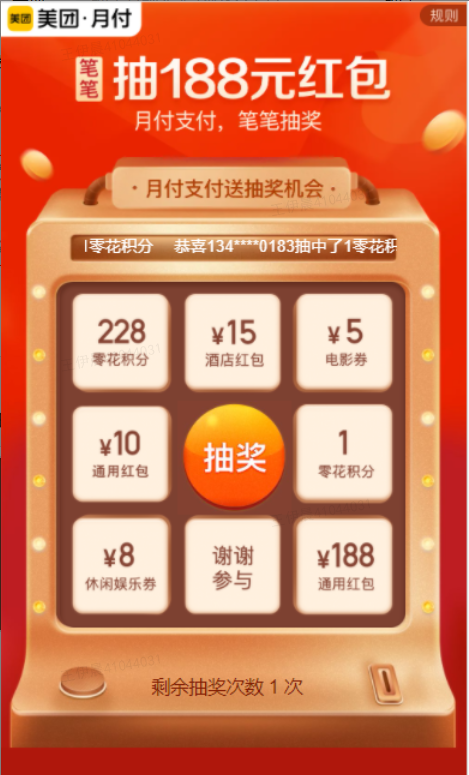 美团 美团·月付
规则
笔笔 抽188元红包
月付支付，笔笔抽奖
·月付支付送抽奖机会·
零花积分 恭喜134****0183抽中了1零花积
228 ¥15 ¥5
零花积分 酒店红包 电影券
¥10 抽奖 1
通用红包 零花积分
¥8 谢谢 ¥188
休闲娱乐券 参与 通用红包
剩余抽奖次数 1 次